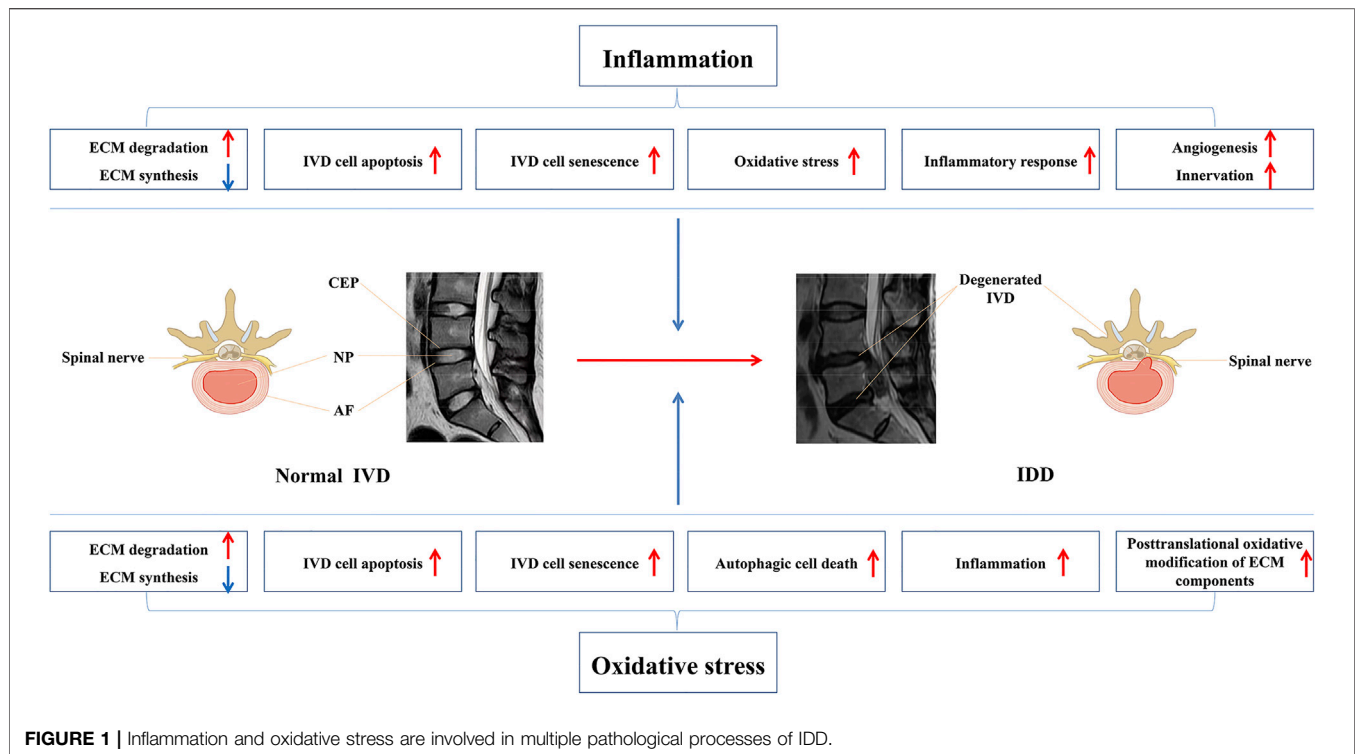 Inflammation
ECM degradation
ECM synthesis
IVD cell apoptosis
IVD cell senescence
Oxidative stress
Inflammatory response
Angiogenesis
Innervation
CEP
Spinal nerve
NP
AF
Normal IVD
Degenerated
IVD
Spinal nerve
IDD
ECM degradation
ECM synthesis
IVD cell apoptosis
IVD cell senescence
Autophagic cell death
Inflammation
Posttranslational oxidative
modification of ECM
components
Oxidative stress
FIGURE 1 | Inflammation and oxidative stress are involved in multiple pathological processes of IDD.